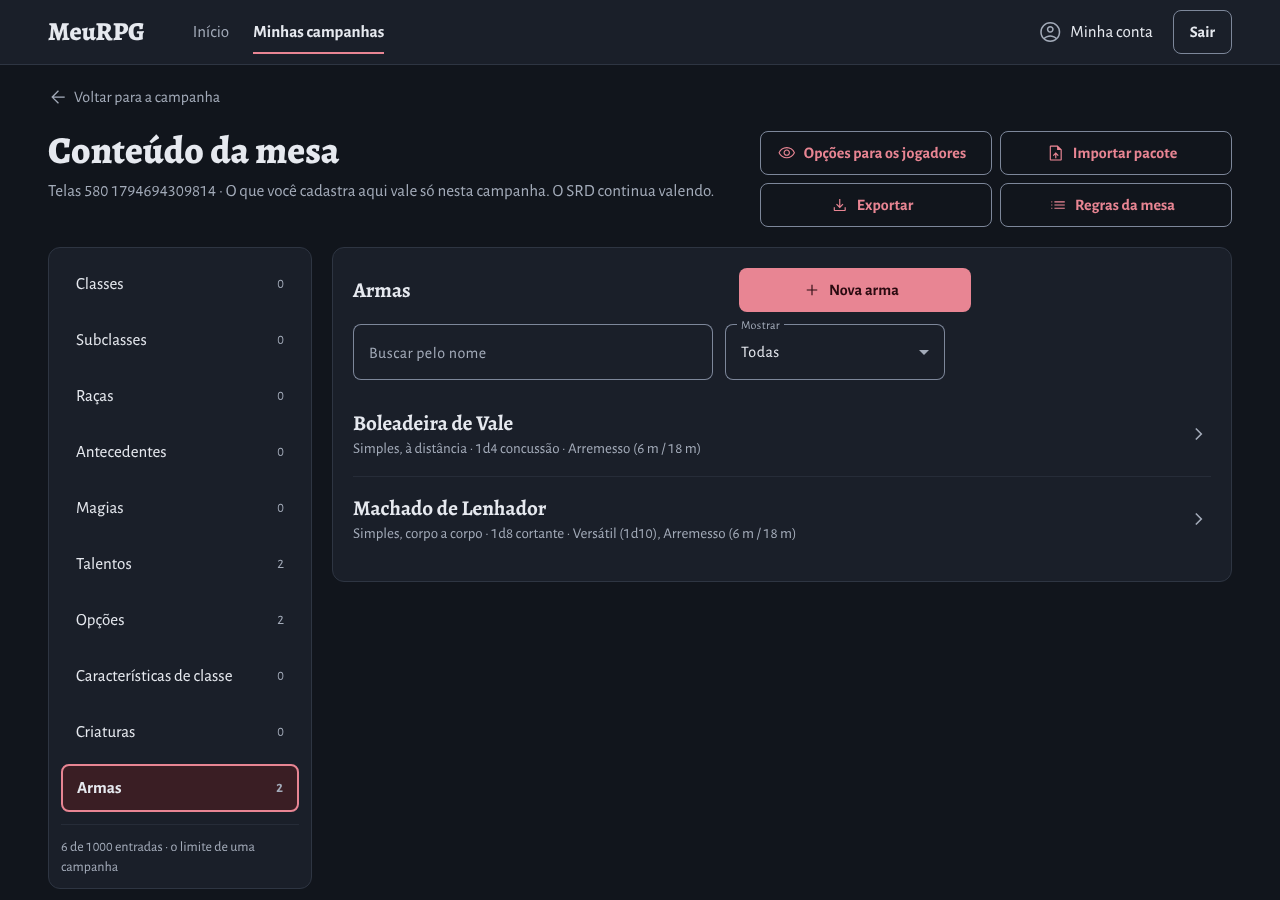 MeuRPG
Início
Minhas campanhas
Minha conta
Sair
Voltar para a campanha
Conteúdo da mesa
Telas 580 1794694309814 · O que você cadastra aqui vale só nesta campanha. O SRD continua valendo.
Opções para os jogadores
Importar pacote
Exportar
Regras da mesa
Classes 0
Subclasses 0
Raças 0
Antecedentes 0
Magias 0
Talentos 2
Opções 2
Características de classe 0
Criaturas 0
Armas 2
6 de 1000 entradas · o limite de uma
campanha
Armas
Nova arma
Buscar pelo nome
Mostrar
Todas
Boleadeira de Vale
Simples, à distância · 1d4 concussão · Arremesso (6 m / 18 m)
Machado de Lenhador
Simples, corpo a corpo · 1d8 cortante · Versátil (1d10), Arremesso (6 m / 18 m)